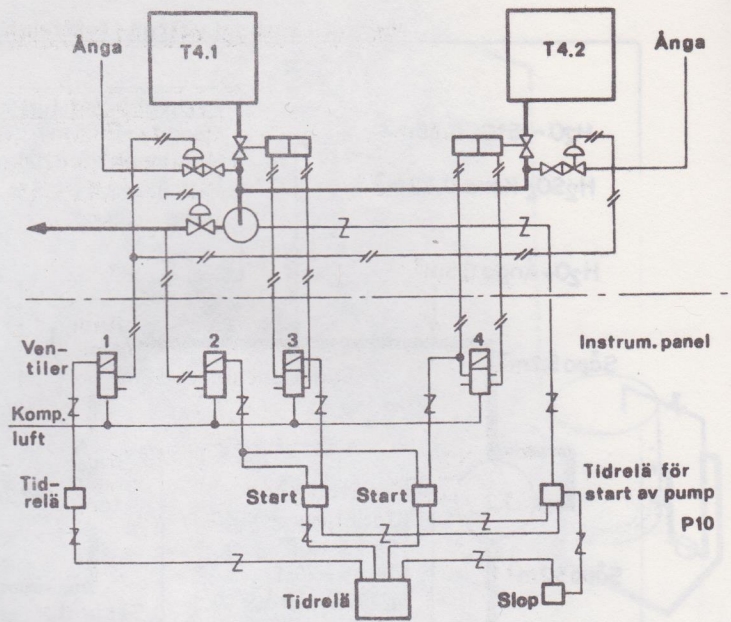 Ånga
T4.1
T4.2
Ånga
1
2
3
4
Instrum. panel
Ven-
tiler
Komp.
luft
Tid-
relä
Start
Start
Tidrelä för
start av pump
P10
Tidrelä
Slop